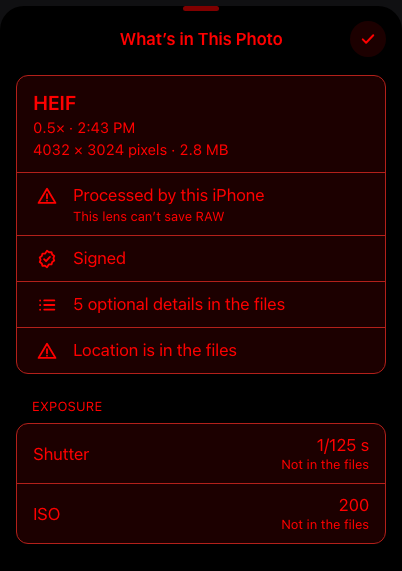 What's in This Photo
HEIF
0.5× · 2:43 PM
4032 × 3024 pixels · 2.8 MB
Processed by this iPhone
This lens can't save RAW
Signed
5 optional details in the files
Location is in the files
EXPOSURE
Shutter
1/125 s
Not in the files
ISO
200
Not in the files